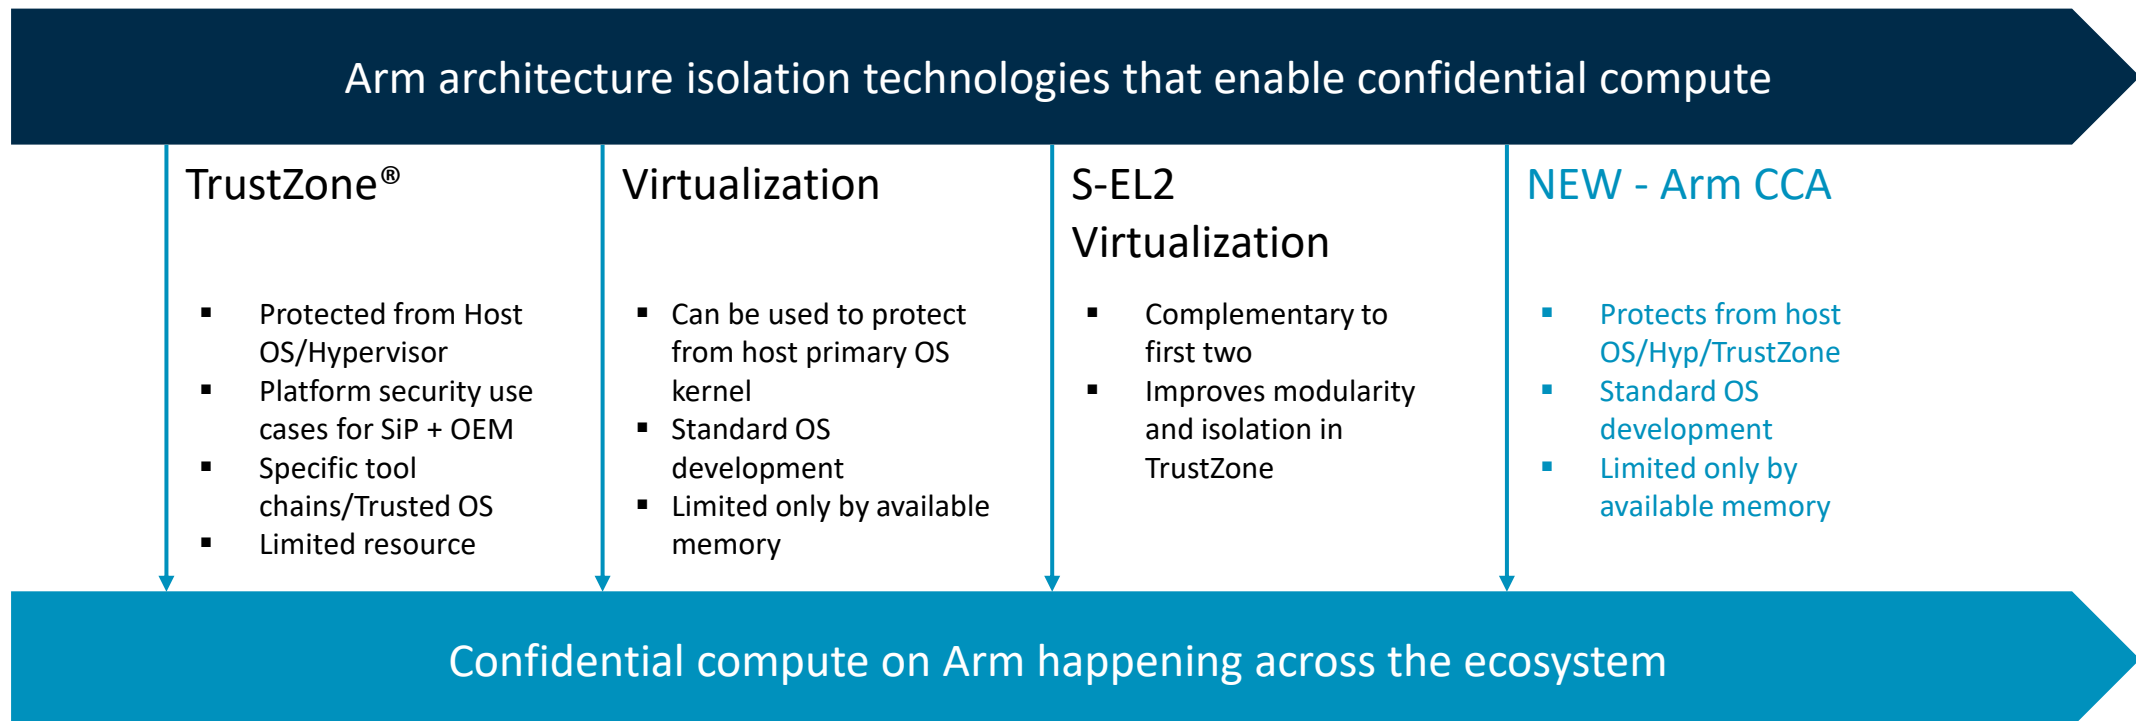 Arm architecture isolation technologies that enable confidential compute
TrustZone®
▪ Protected from Host
OS/Hypervisor
▪ Platform security use
cases for SiP + OEM
▪ Specific tool
chains/Trusted OS
▪ Limited resource
Virtualization
▪ Can be used to protect
from host primary OS
kernel
▪ Standard OS
development
▪ Limited only by available
memory
S-EL2
Virtualization
▪ Complementary to
first two
▪ Improves modularity
and isolation in
TrustZone
NEW - Arm CCA
▪ Protects from host
OS/Hyp/TrustZone
▪ Standard OS
development
▪ Limited only by
available memory
Confidential compute on Arm happening across the ecosystem